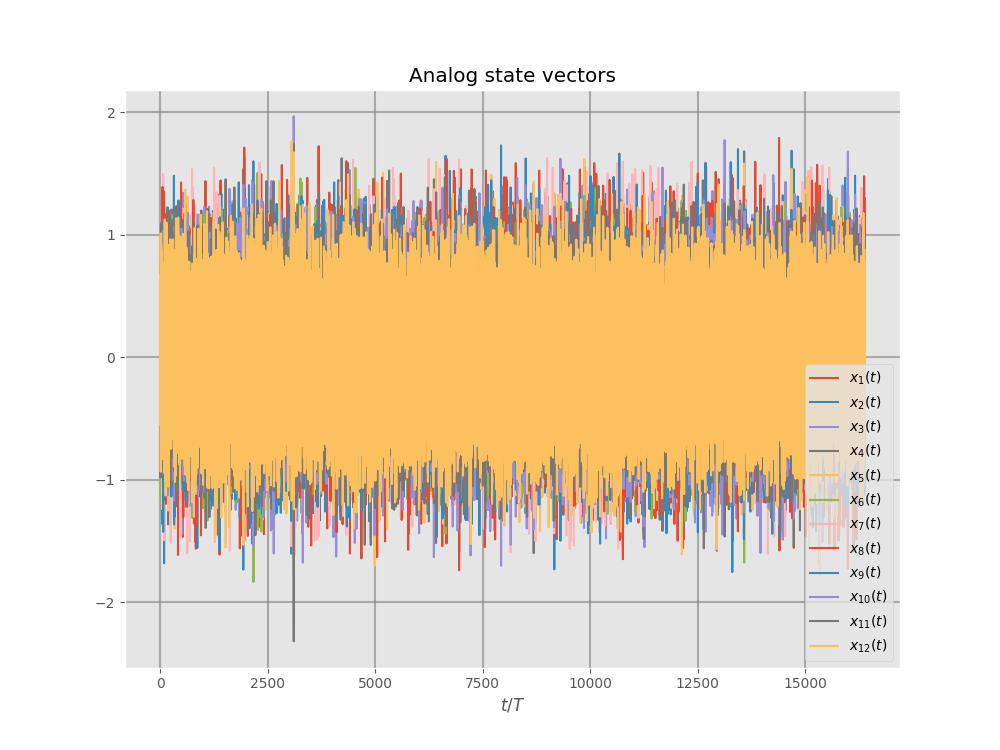 Analog state vectors
2
1
0
−1
−2
0
2500
5000
7500
10000
12500
15000
t/T
x₁(t)
x₂(t)
x₃(t)
x₄(t)
x₅(t)
x₆(t)
x₇(t)
x₈(t)
x₉(t)
x₁₀(t)
x₁₁(t)
x₁₂(t)